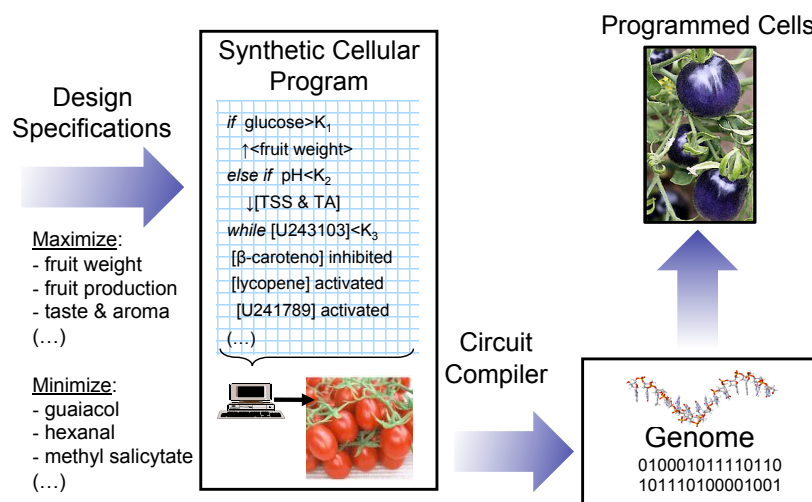 Design
Specifications
Maximize:
- fruit weight
- fruit production
- taste & aroma
(…)
Minimize:
- guaiacol
- hexanal
- methyl salicytate
(…)
Synthetic Cellular
Program
if glucose>K1
↑<fruit weight>
else if pH<K2
↓[TSS & TA]
while [U243103]<K3
[β-caroteno] inhibited
[lycopene] activated
[U241789] activated
(…)
Circuit
Compiler
Programmed Cells
Genome
010001011110110
101110100001001